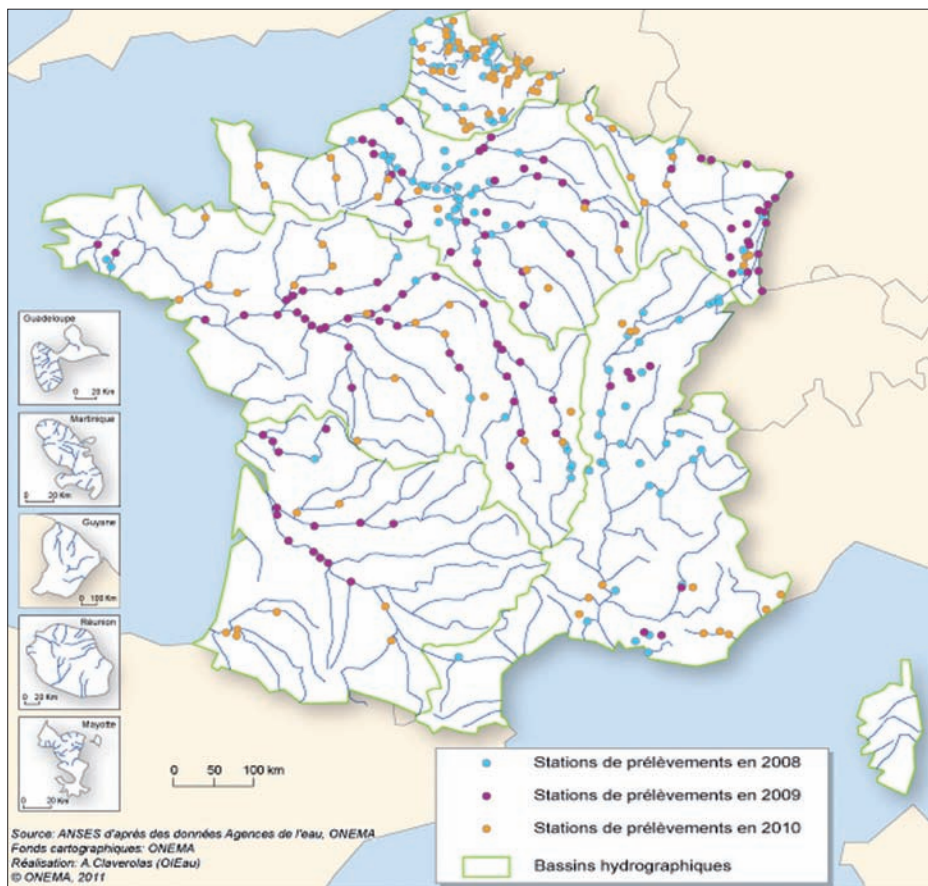 Guadeloupe
0 20 Km
Martinique
0 20 Km
Guyane
0 100 Km
Réunion
0 20 Km
Mayotte
0 20 Km
0 50 100 km
Stations de prélèvements en 2008
Stations de prélèvements en 2009
Stations de prélèvements en 2010
Bassins hydrographiques
Source: ANSES d'après des données Agences de l'eau, ONEMA
Fonds cartographiques: ONEMA
Réalisation: A.Claverolas (OiEau)
© ONEMA, 2011